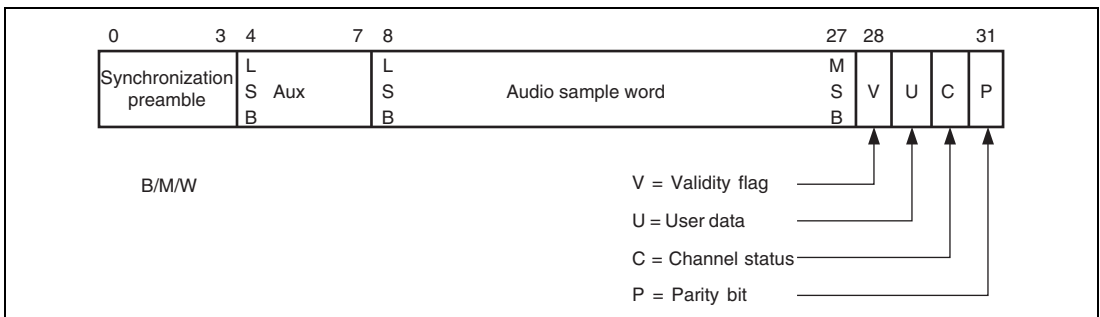 0 3 4 7 8 27 28 31
Synchronization
preamble
L
S
B
Aux
L
S
B
Audio sample word
M
S
B
V
U
C
P
B/M/W
V = Validity flag
U = User data
C = Channel status
P = Parity bit